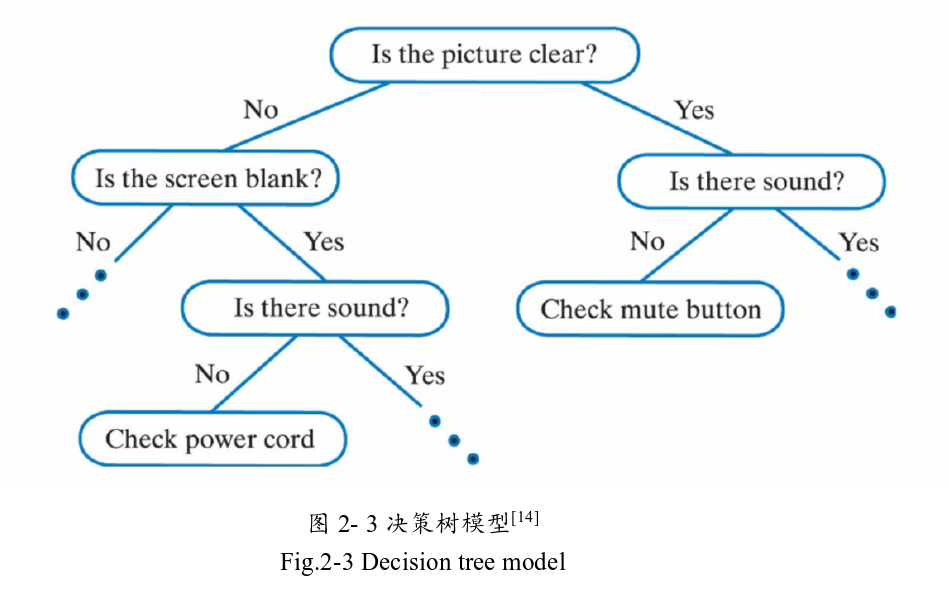 Is the picture clear?
No
Yes
Is the screen blank?
Is there sound?
No
Yes
No
Yes
Is there sound?
Check mute button
No
Yes
Check power cord
图 2- 3 决策树模型[14]
Fig.2-3 Decision tree model